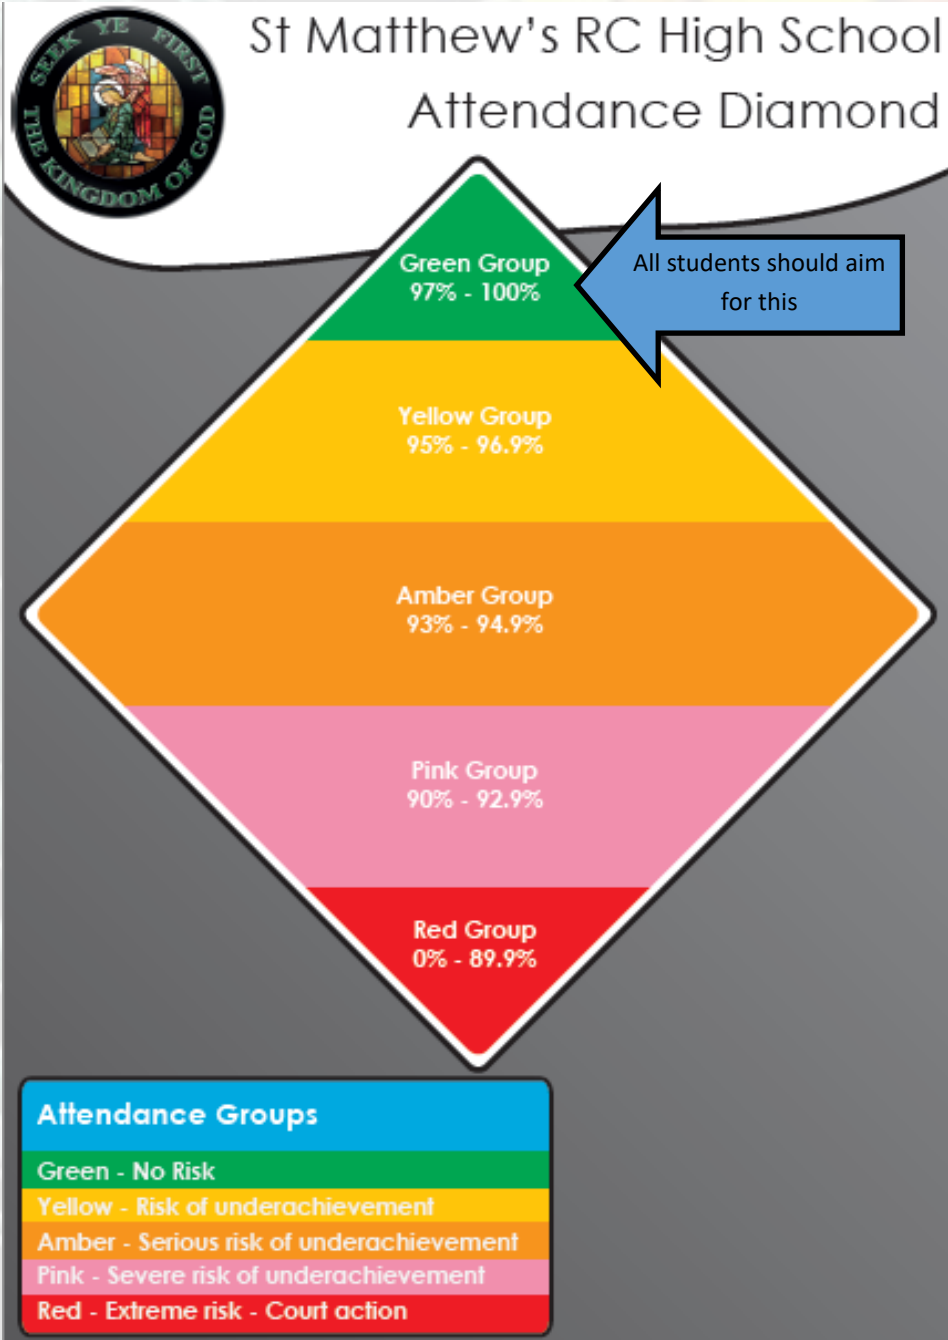 SEEK YE FIRST
THE KINGDOM OF GOD
St Matthew's RC High School
Attendance Diamond
Green Group
97% - 100%
All students should aim
for this
Yellow Group
95% - 96.9%
Amber Group
93% - 94.9%
Pink Group
90% - 92.9%
Red Group
0% - 89.9%
Attendance Groups
Green - No Risk
Yellow - Risk of underachievement
Amber - Serious risk of underachievement
Pink - Severe risk of underachievement
Red - Extreme risk - Court action